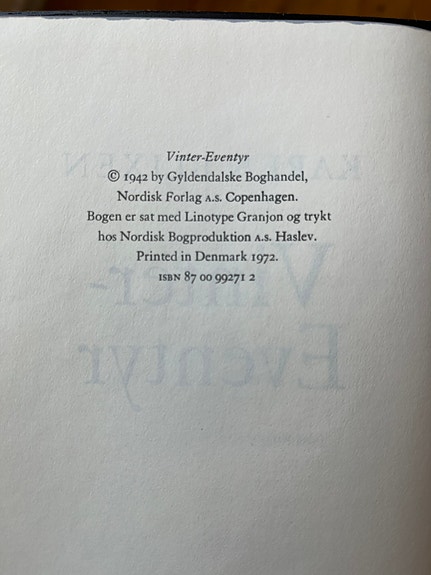 Vinter-Eventyr
© 1942 by Gyldendalske Boghandel,
Nordisk Forlag A.S. Copenhagen.
Bogen er sat med Linotype Granjon og trykt
hos Nordisk Bogproduktion A.S. Haslev.
Printed in Denmark 1972.
ISBN 87 00 99271 2